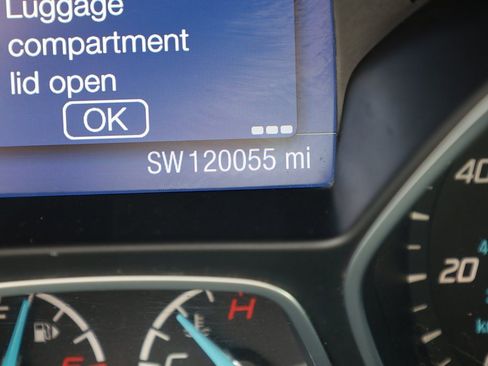 Luggage
compartment
lid open
OK
SW 120055 mi
40
20
H
C